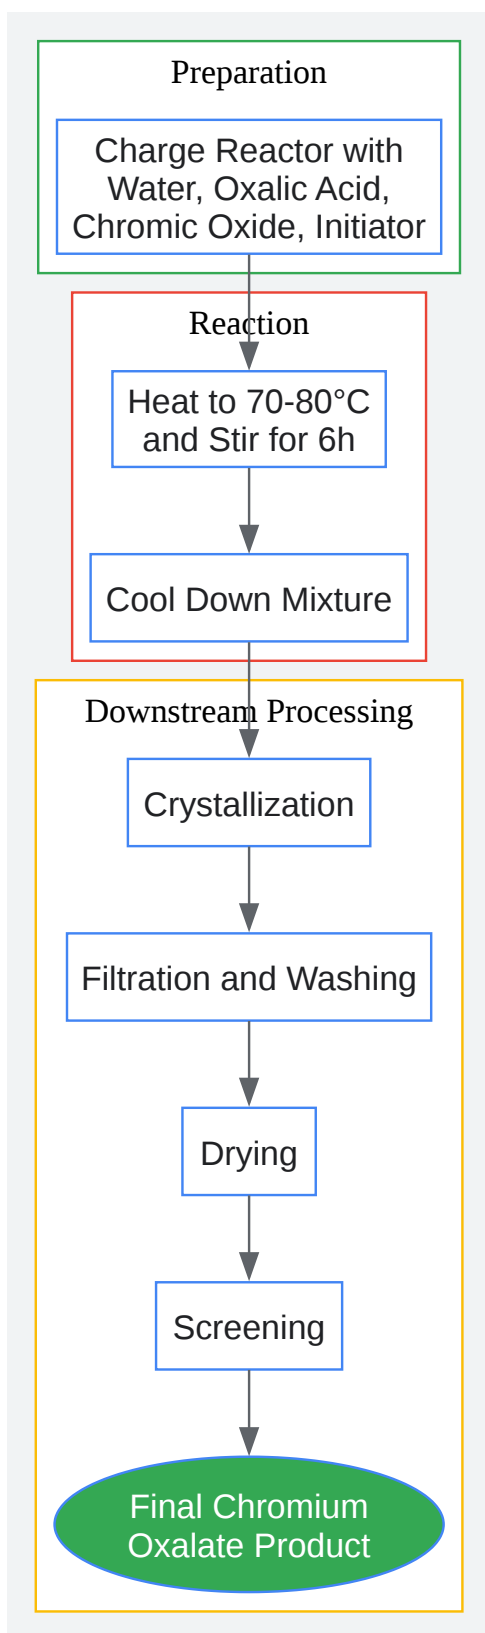 Preparation
Charge Reactor with
Water, Oxalic Acid,
Chromic Oxide, Initiator
Reaction
Heat to 70-80°C
and Stir for 6h
Cool Down Mixture
Downstream Processing
Crystallization
Filtration and Washing
Drying
Screening
Final Chromium
Oxalate Product